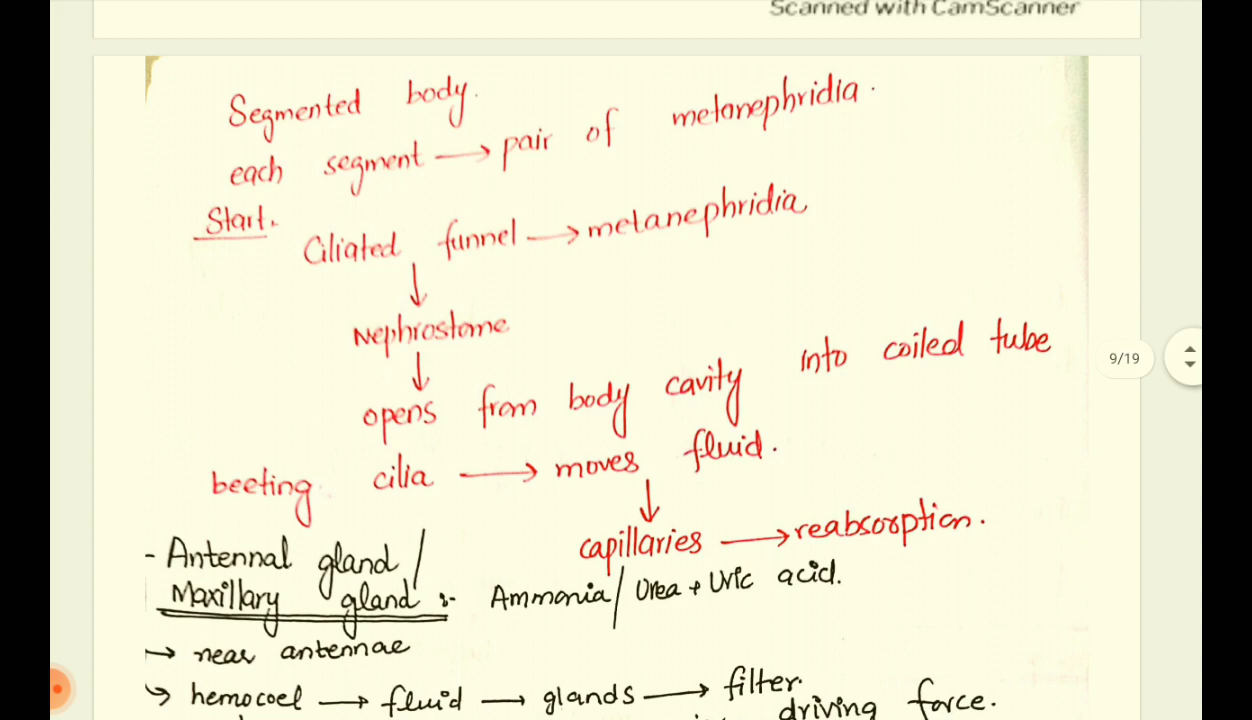 Scanned with CamScanner
Segmented body.
each segment → pair of metanephridia.
Start.
Ciliated funnel → metanephridia
↓
Nephrostome
↓
opens from body cavity into coiled tube
beeting cilia → moves fluid.
↓
capillaries → reabsorption.
- Antennal gland /
Maxillary gland :- Ammonia / Urea + Uric acid.
→ near antennae
↳ hemocoel → fluid → glands → filter.
driving force.
9/19